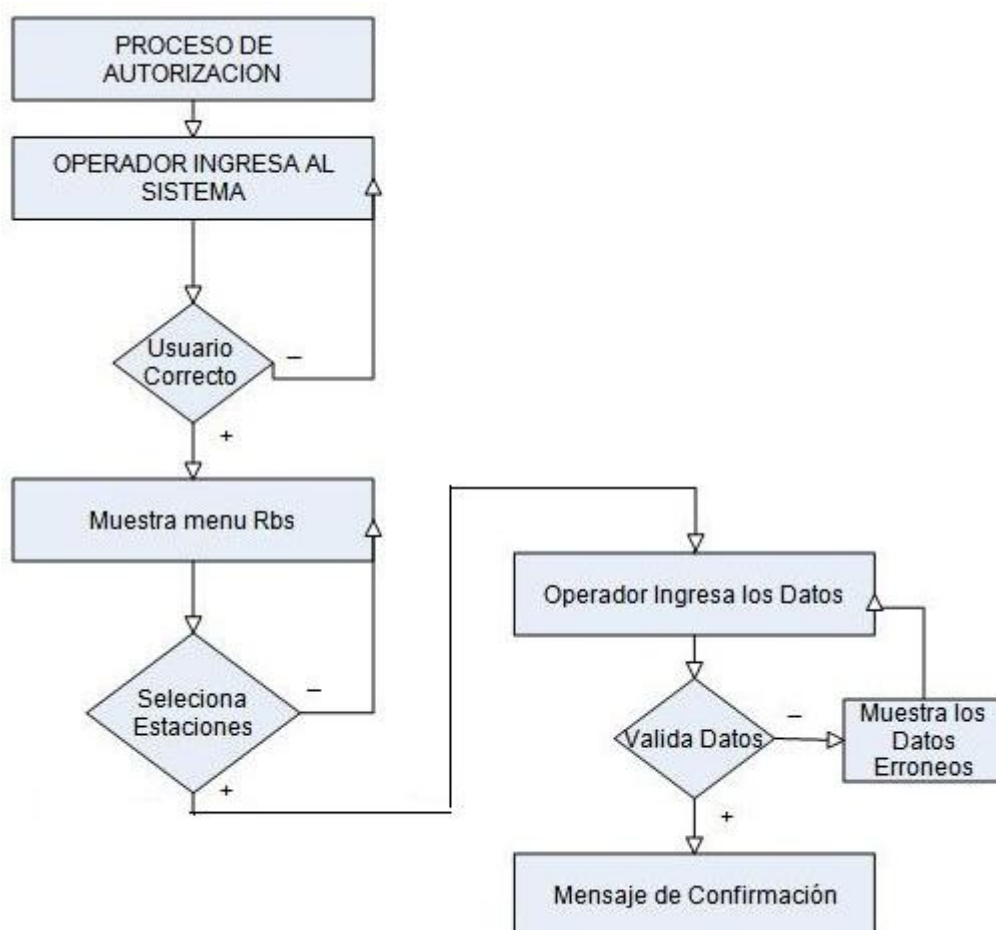 PROCESO DE
AUTORIZACION
OPERADOR INGRESA AL
SISTEMA
Usuario
Correcto
–
+
Muestra menu Rbs
Seleciona
Estaciones
–
+
Operador Ingresa los Datos
Valida Datos
–
Muestra los
Datos
Erroneos
+
Mensaje de Confirmación